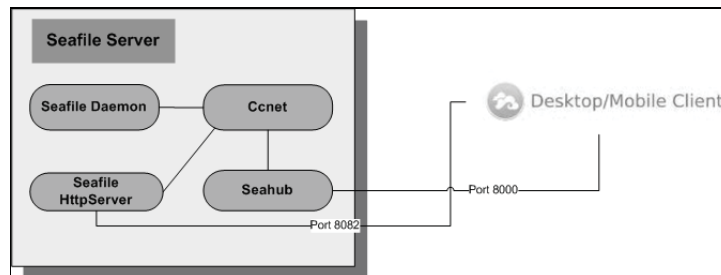 Seafile Server
Seafile Daemon
Ccnet
Desktop/Mobile Client
Seafile
HttpServer
Seahub
Port 8000
Port 8082